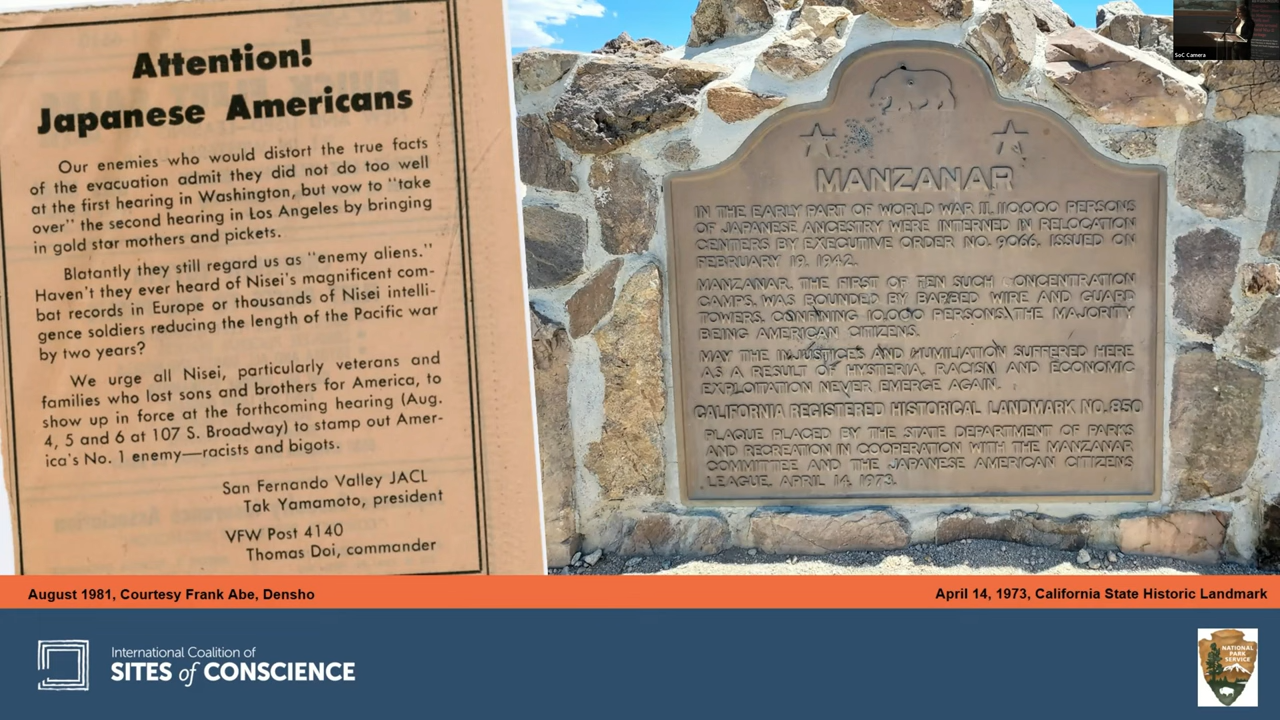 Attention!
Japanese Americans
Our enemies who would distort the true facts
of the evacuation admit they did not do too well
at the first hearing in Washington, but vow to "take
over" the second hearing in Los Angeles by bringing
in gold star mothers and pickets.
Blatantly they still regard us as "enemy aliens."
Haven't they ever heard of Nisei's magnificent com-
bat records in Europe or thousands of Nisei intelli-
gence soldiers reducing the length of the Pacific war
by two years?
We urge all Nisei, particularly veterans and
families who lost sons and brothers for America, to
show up in force at the forthcoming hearing (Aug.
4, 5 and 6 at 107 S. Broadway) to stamp out Amer-
ica's No. 1 enemy—racists and bigots.
San Fernando Valley JACL
Tak Yamamoto, president
VFW Post 4140
Thomas Doi, commander
MANZANAR
IN THE EARLY PART OF WORLD WAR II, 110,000 PERSONS
OF JAPANESE ANCESTRY WERE INTERNED IN RELOCATION
CENTERS BY EXECUTIVE ORDER NO. 9066, ISSUED ON
FEBRUARY 19, 1942.
MANZANAR, THE FIRST OF TEN SUCH CONCENTRATION
CAMPS, WAS BOUNDED BY BARBED WIRE AND GUARD
TOWERS, CONFINING 10,000 PERSONS, THE MAJORITY
BEING AMERICAN CITIZENS.
MAY THE INJUSTICES AND HUMILIATION SUFFERED HERE
AS A RESULT OF HYSTERIA, RACISM AND ECONOMIC
EXPLOITATION NEVER EMERGE AGAIN.
CALIFORNIA REGISTERED HISTORICAL LANDMARK NO. 850
PLAQUE PLACED BY THE STATE DEPARTMENT OF PARKS
AND RECREATION IN COOPERATION WITH THE MANZANAR
COMMITTEE AND THE JAPANESE AMERICAN CITIZENS
LEAGUE, APRIL 14, 1973.
SoC Camera
August 1981, Courtesy Frank Abe, Densho
April 14, 1973, California State Historic Landmark
International Coalition of
SITES of CONSCIENCE
NATIONAL
PARK
SERVICE